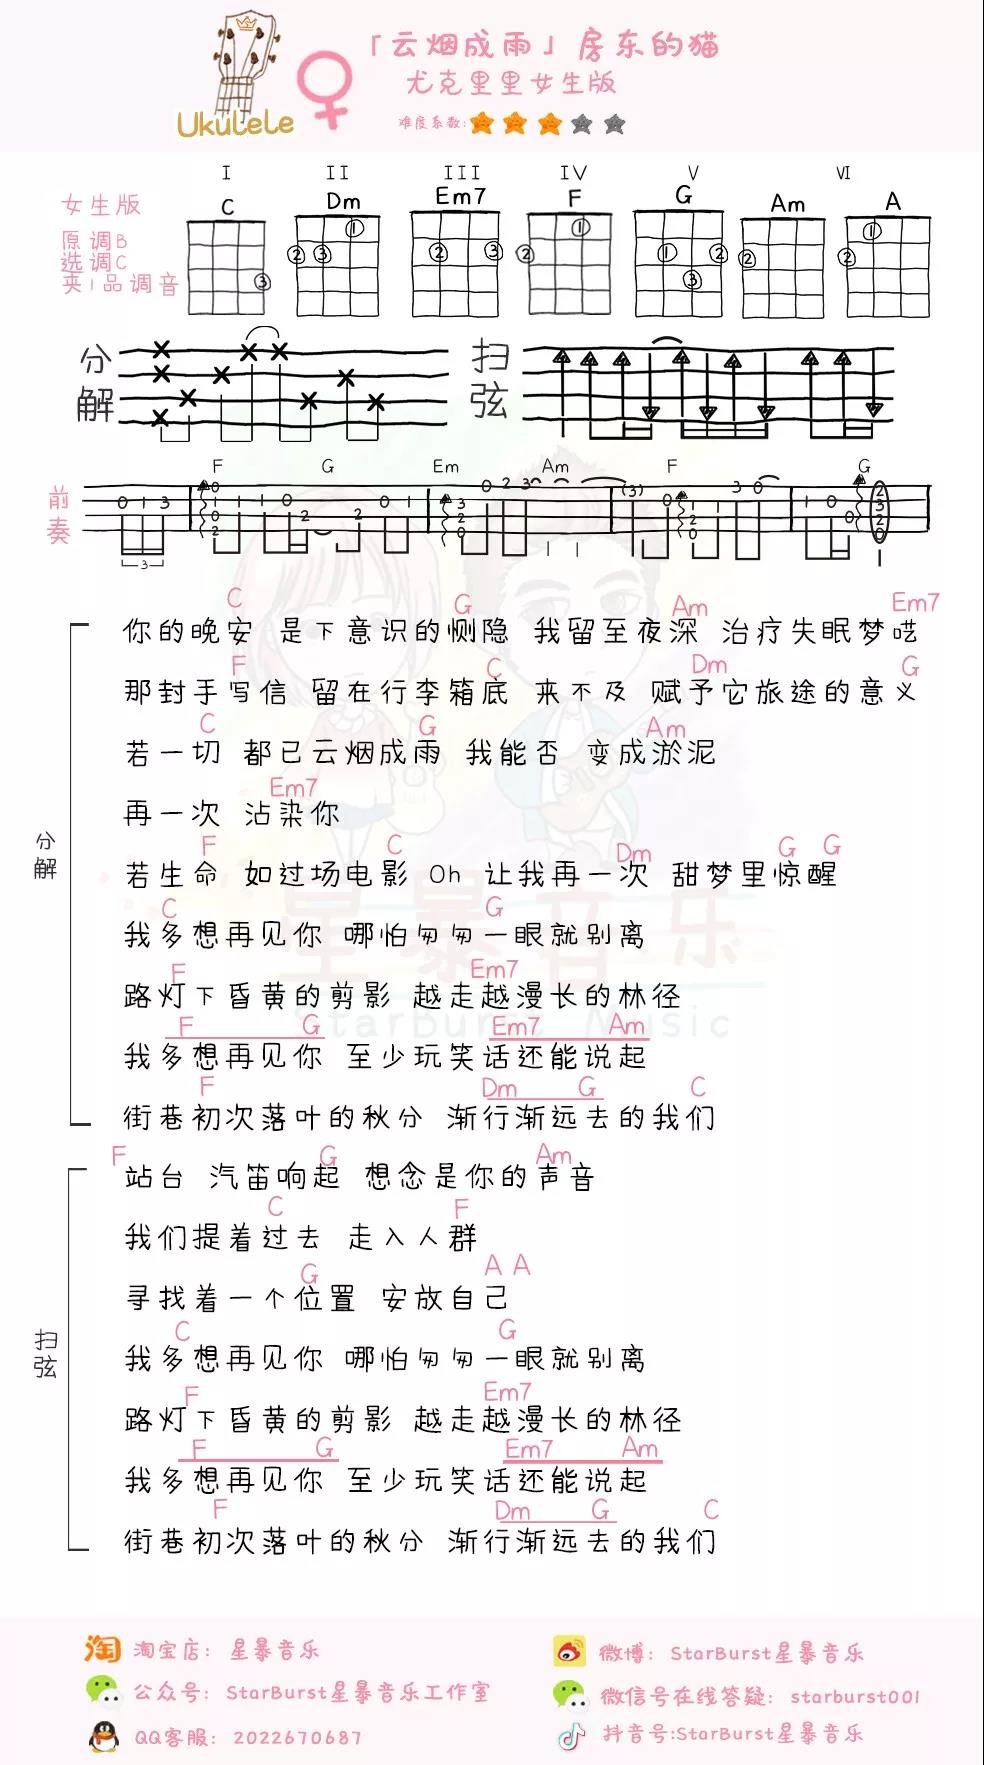 「云烟成雨」房东的猫
尤克里里女生版
Ukulele
难度系数:
I II III IV V VI
C Dm Em7 F G Am A
女生版
原调B
选调C
夹1品调音
分解
扫弦
F G Em Am F G
前奏
C G Am Em7
你的晚安 是下意识的恻隐 我留至夜深 治疗失眠梦呓
F C Dm G
那封手写信 留在行李箱底 来不及 赋予它旅途的意义
C G Am
若一切 都已云烟成雨 我能否 变成淤泥
Em7
再一次 沾染你
分解
F C Dm G G
若生命 如过场电影 Oh 让我再一次 甜梦里惊醒
C G
我多想再见你 哪怕匆匆一眼就别离
F Em7
路灯下昏黄的剪影 越走越漫长的林径
F G Em7 Am
我多想再见你 至少玩笑话还能说起
F Dm G C
街巷初次落叶的秋分 渐行渐远去的我们
F G Am
站台 汽笛响起 想念是你的声音
C F
我们提着过去 走入人群
G A A
寻找着一个位置 安放自己
扫弦
C G
我多想再见你 哪怕匆匆一眼就别离
F Em7
路灯下昏黄的剪影 越走越漫长的林径
F G Em7 Am
我多想再见你 至少玩笑话还能说起
F Dm G C
街巷初次落叶的秋分 渐行渐远去的我们
星暴音乐
StarBurst Music
淘 淘宝店: 星暴音乐
微博: StarBurst星暴音乐
公众号: StarBurst星暴音乐工作室
微信号在线答疑: starburst001
QQ客服: 2022670687
抖音号:StarBurst星暴音乐